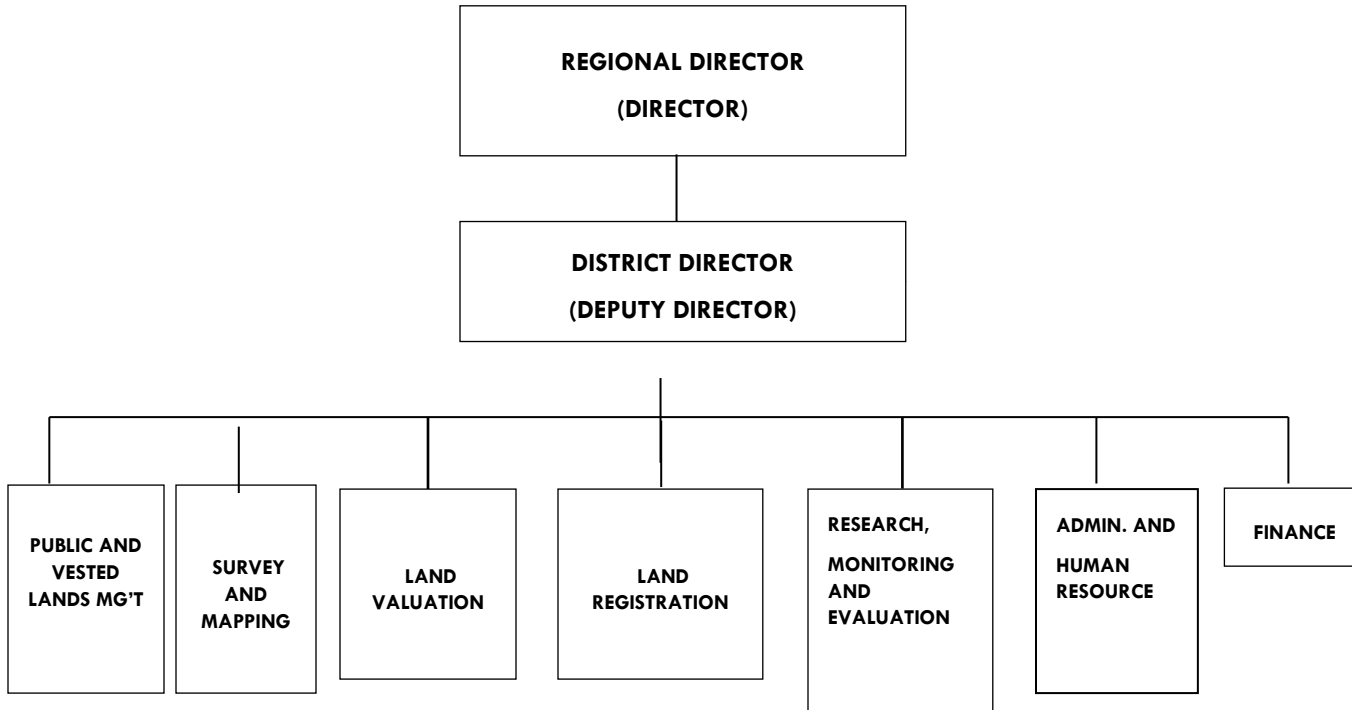 REGIONAL DIRECTOR
(DIRECTOR)
DISTRICT DIRECTOR
(DEPUTY DIRECTOR)
PUBLIC AND
VESTED
LANDS MG’T
SURVEY
AND
MAPPING
LAND
VALUATION
LAND
REGISTRATION
RESEARCH,
MONITORING
AND
EVALUATION
ADMIN. AND
HUMAN
RESOURCE
FINANCE